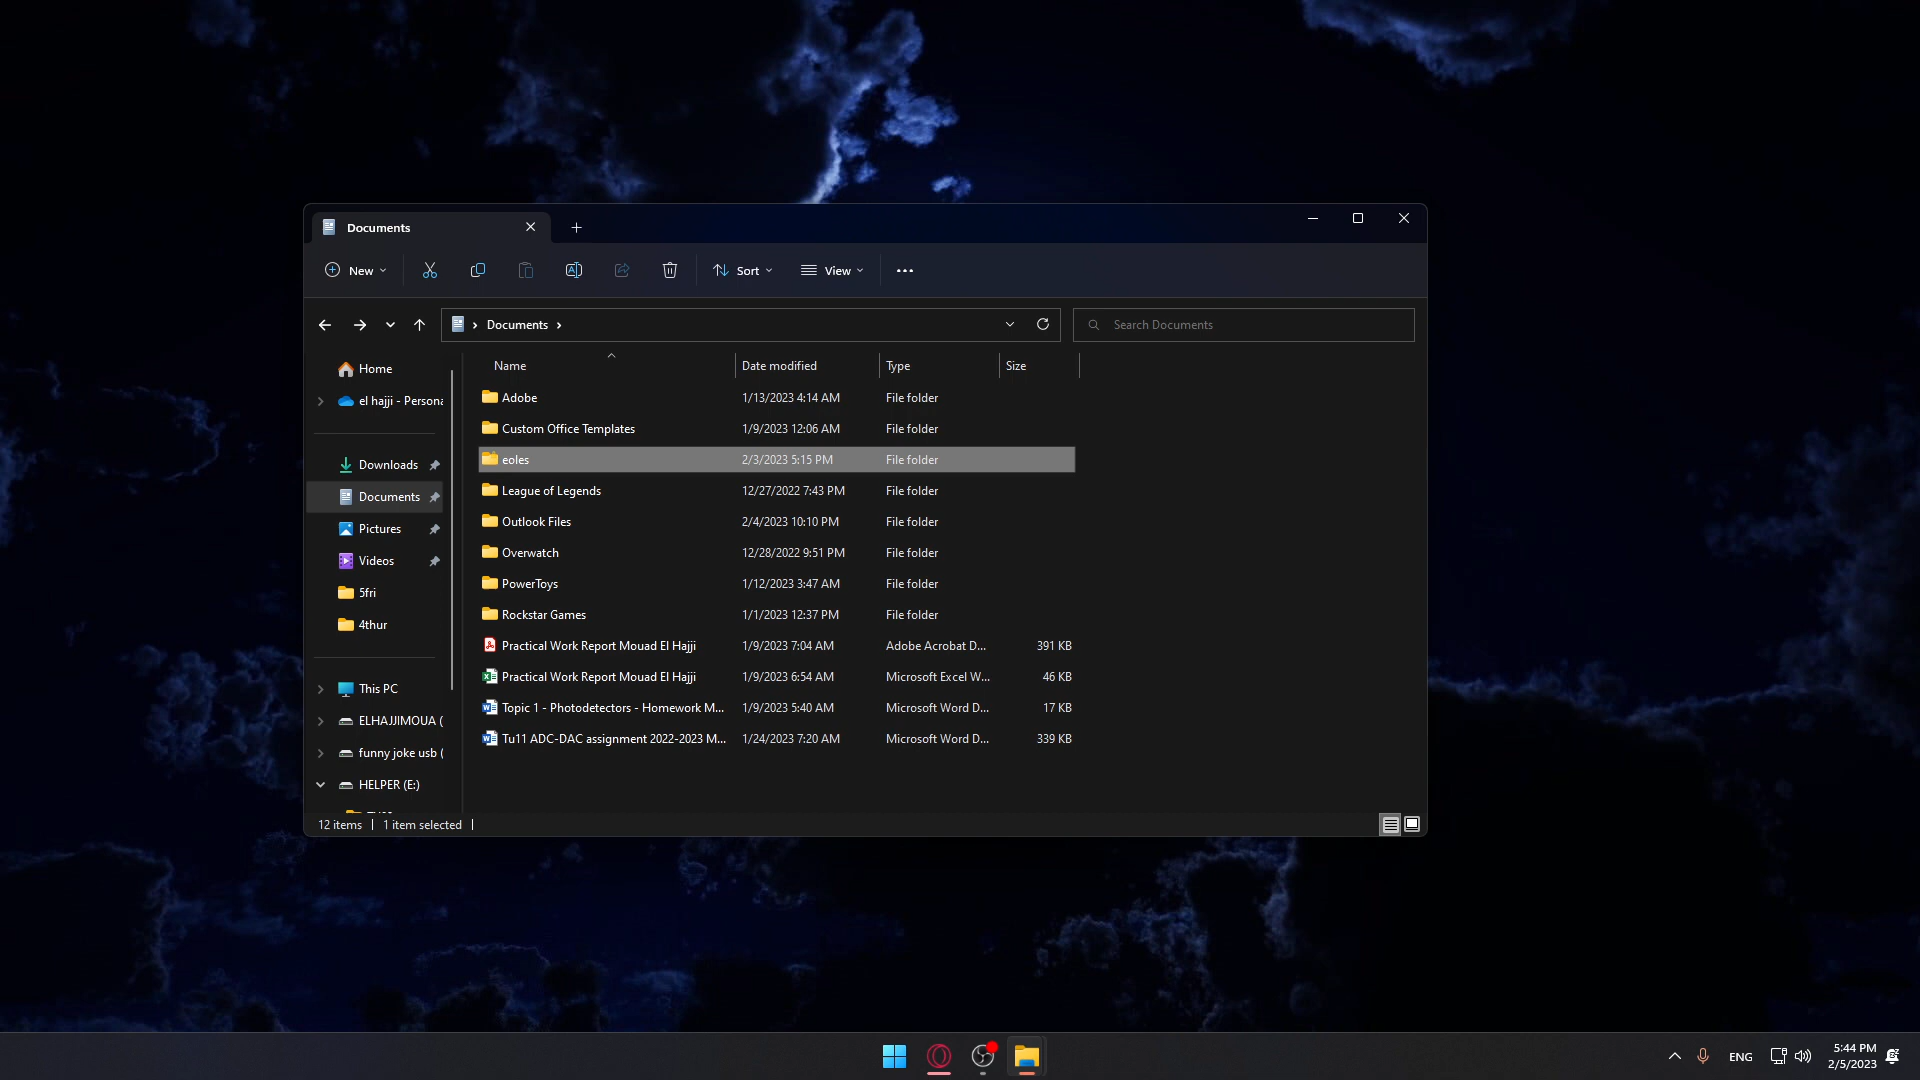 Documents
New
Sort
View
Documents
Search Documents
Home
el hajji - Persona
Downloads
Documents
Pictures
Videos
5fri
4thur
This PC
ELHAJJIMOUA (
funny joke usb (
HELPER (E:)
Name Date modified Type Size
Adobe 1/13/2023 4:14 AM File folder
Custom Office Templates 1/9/2023 12:06 AM File folder
eoles 2/3/2023 5:15 PM File folder
League of Legends 12/27/2022 7:43 PM File folder
Outlook Files 2/4/2023 10:10 PM File folder
Overwatch 12/28/2022 9:51 PM File folder
PowerToys 1/12/2023 3:47 AM File folder
Rockstar Games 1/1/2023 12:37 PM File folder
Practical Work Report Mouad El Hajji 1/9/2023 7:04 AM Adobe Acrobat D... 391 KB
Practical Work Report Mouad El Hajji 1/9/2023 6:54 AM Microsoft Excel W... 46 KB
Topic 1 - Photodetectors - Homework M... 1/9/2023 5:40 AM Microsoft Word D... 17 KB
Tu11 ADC-DAC assignment 2022-2023 M... 1/24/2023 7:20 AM Microsoft Word D... 339 KB
12 items 1 item selected
ENG
5:44 PM
2/5/2023